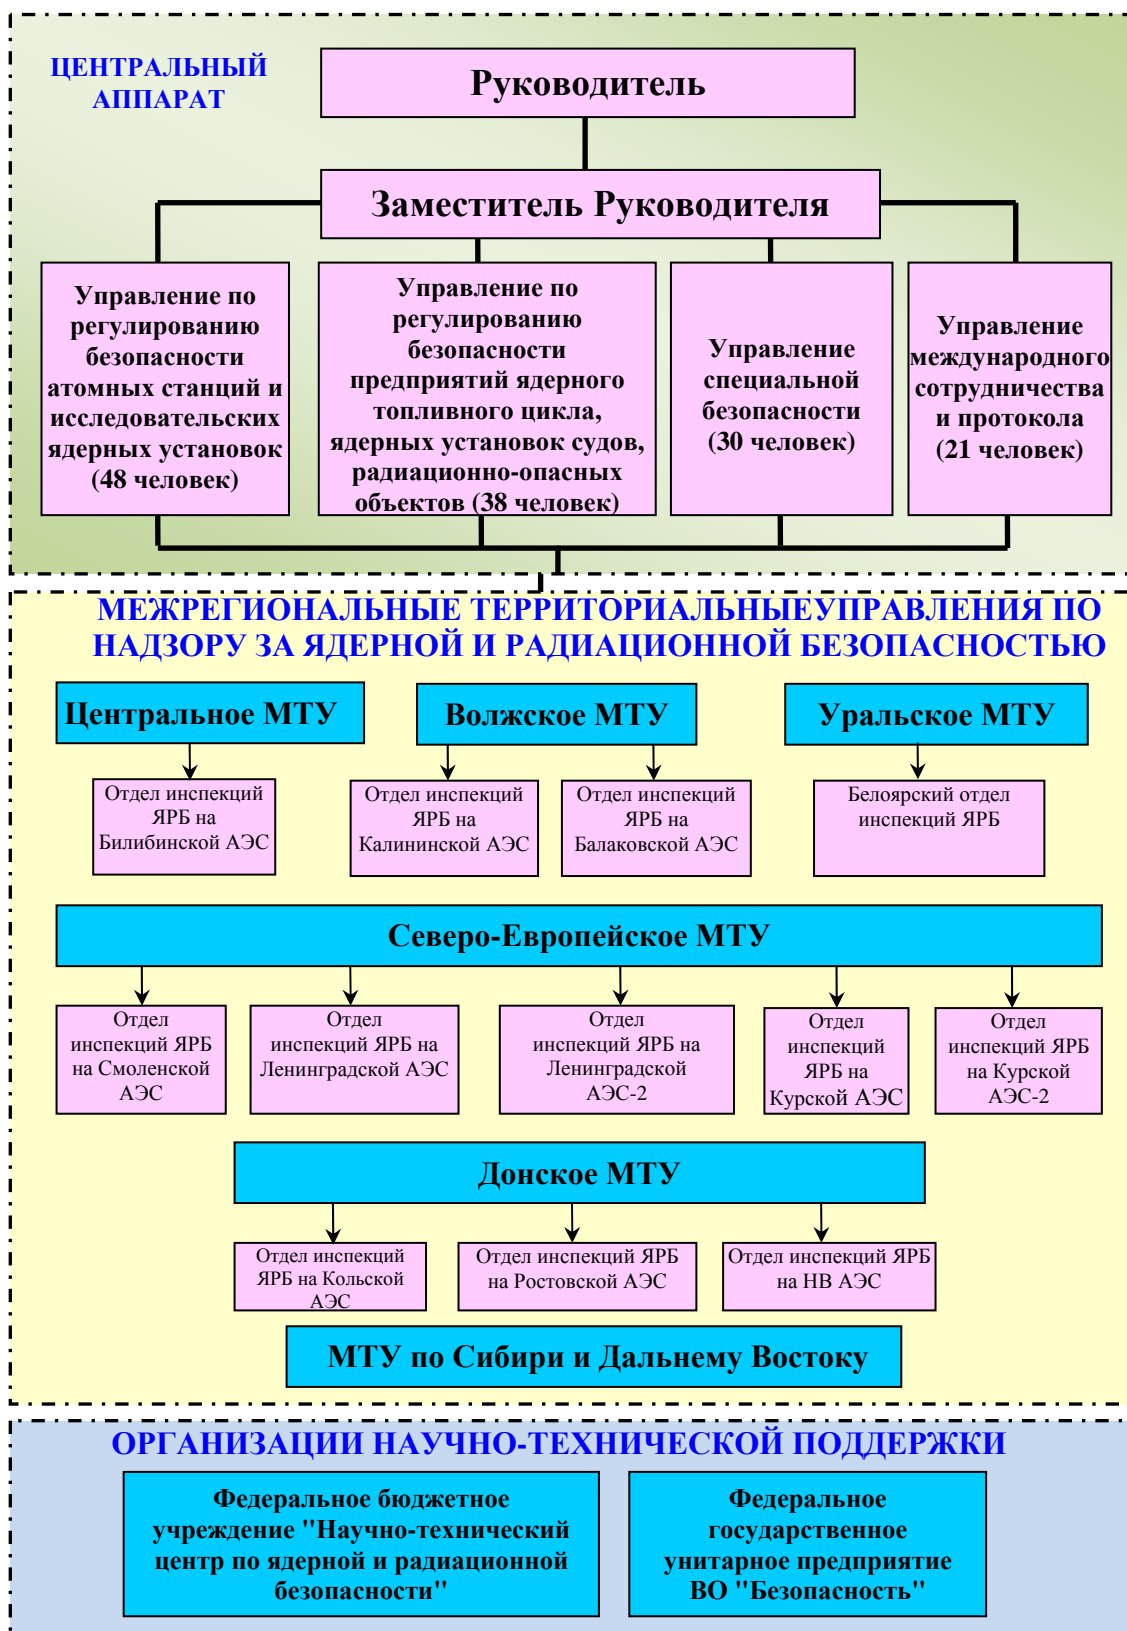 ЦЕНТРАЛЬНЫЙ
АППАРАТ
Руководитель
Заместитель Руководителя
Управление по
регулированию
безопасности
атомных станций и
исследовательских
ядерных установок
(48 человек)
Управление по
регулированию
безопасности
предприятий ядерного
топливного цикла,
ядерных установок судов,
радиационно-опасных
объектов (38 человек)
Управление
специальной
безопасности
(30 человек)
Управление
международного
сотрудничества
и протокола
(21 человек)
МЕЖРЕГИОНАЛЬНЫЕ ТЕРРИТОРИАЛЬНЫЕУПРАВЛЕНИЯ ПО
НАДЗОРУ ЗА ЯДЕРНОЙ И РАДИАЦИОННОЙ БЕЗОПАСНОСТЬЮ
Центральное МТУ
Волжское МТУ
Уральское МТУ
Отдел инспекций
ЯРБ на
Билибинской АЭС
Отдел инспекций
ЯРБ на
Калининской АЭС
Отдел инспекций
ЯРБ на
Балаковской АЭС
Белоярский отдел
инспекций ЯРБ
Северо-Европейское МТУ
Отдел
инспекций ЯРБ
на Смоленской
АЭС
Отдел
инспекций ЯРБ на
Ленинградской АЭС
Отдел
инспекций ЯРБ на
Ленинградской
АЭС-2
Отдел
инспекций
ЯРБ на
Курской АЭС
Отдел
инспекций ЯРБ
на Курской
АЭС-2
Донское МТУ
Отдел инспекций
ЯРБ на Кольской
АЭС
Отдел инспекций ЯРБ
на Ростовской АЭС
Отдел инспекций ЯРБ
на НВ АЭС
МТУ по Сибири и Дальнему Востоку
ОРГАНИЗАЦИИ НАУЧНО-ТЕХНИЧЕСКОЙ ПОДДЕРЖКИ
Федеральное бюджетное
учреждение "Научно-технический
центр по ядерной и радиационной
безопасности"
Федеральное
государственное
унитарное предприятие
ВО "Безопасность"